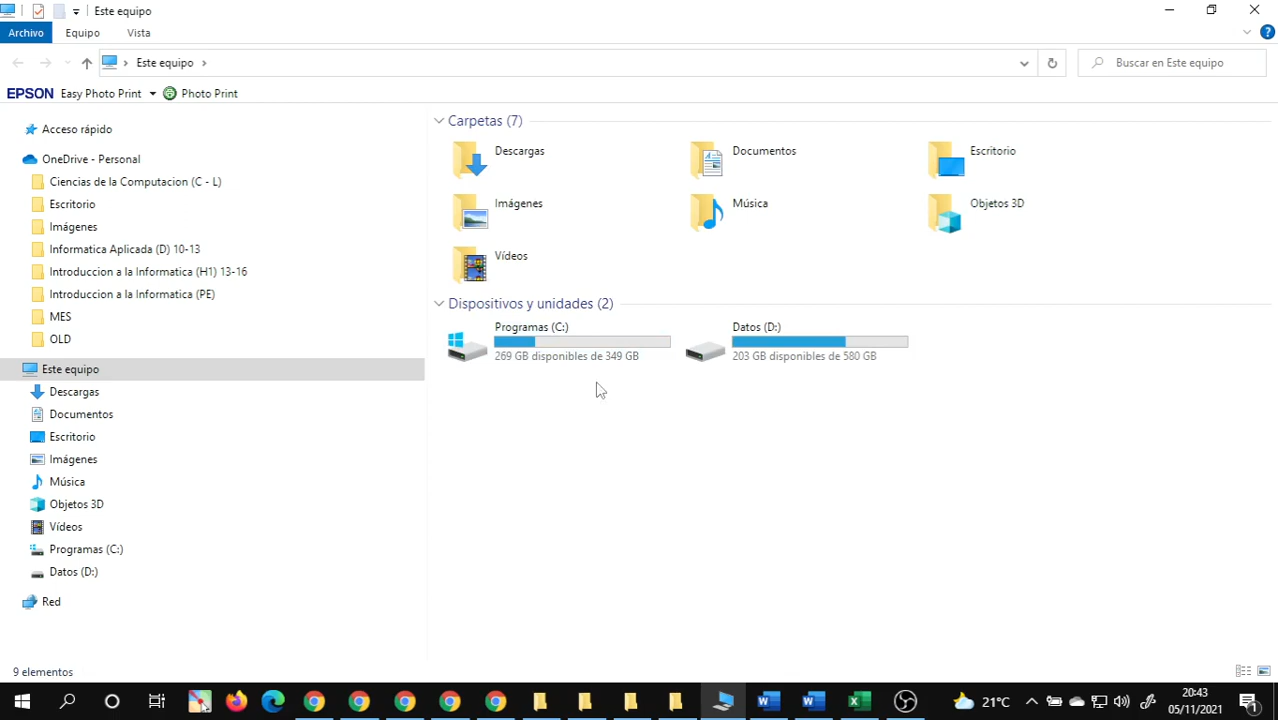 Este equipo
Archivo
Equipo
Vista
Este equipo
Buscar en Este equipo
EPSON Easy Photo Print
Photo Print
Acceso rápido
OneDrive - Personal
Ciencias de la Computacion (C - L)
Escritorio
Imágenes
Informatica Aplicada (D) 10-13
Introduccion a la Informatica (H1) 13-16
Introduccion a la Informatica (PE)
MES
OLD
Este equipo
Descargas
Documentos
Escritorio
Imágenes
Música
Objetos 3D
Vídeos
Programas (C:)
Datos (D:)
Red
Carpetas (7)
Descargas
Documentos
Escritorio
Imágenes
Música
Objetos 3D
Vídeos
Dispositivos y unidades (2)
Programas (C:)
269 GB disponibles de 349 GB
Datos (D:)
203 GB disponibles de 580 GB
9 elementos
21°C
20:43
05/11/2021
1